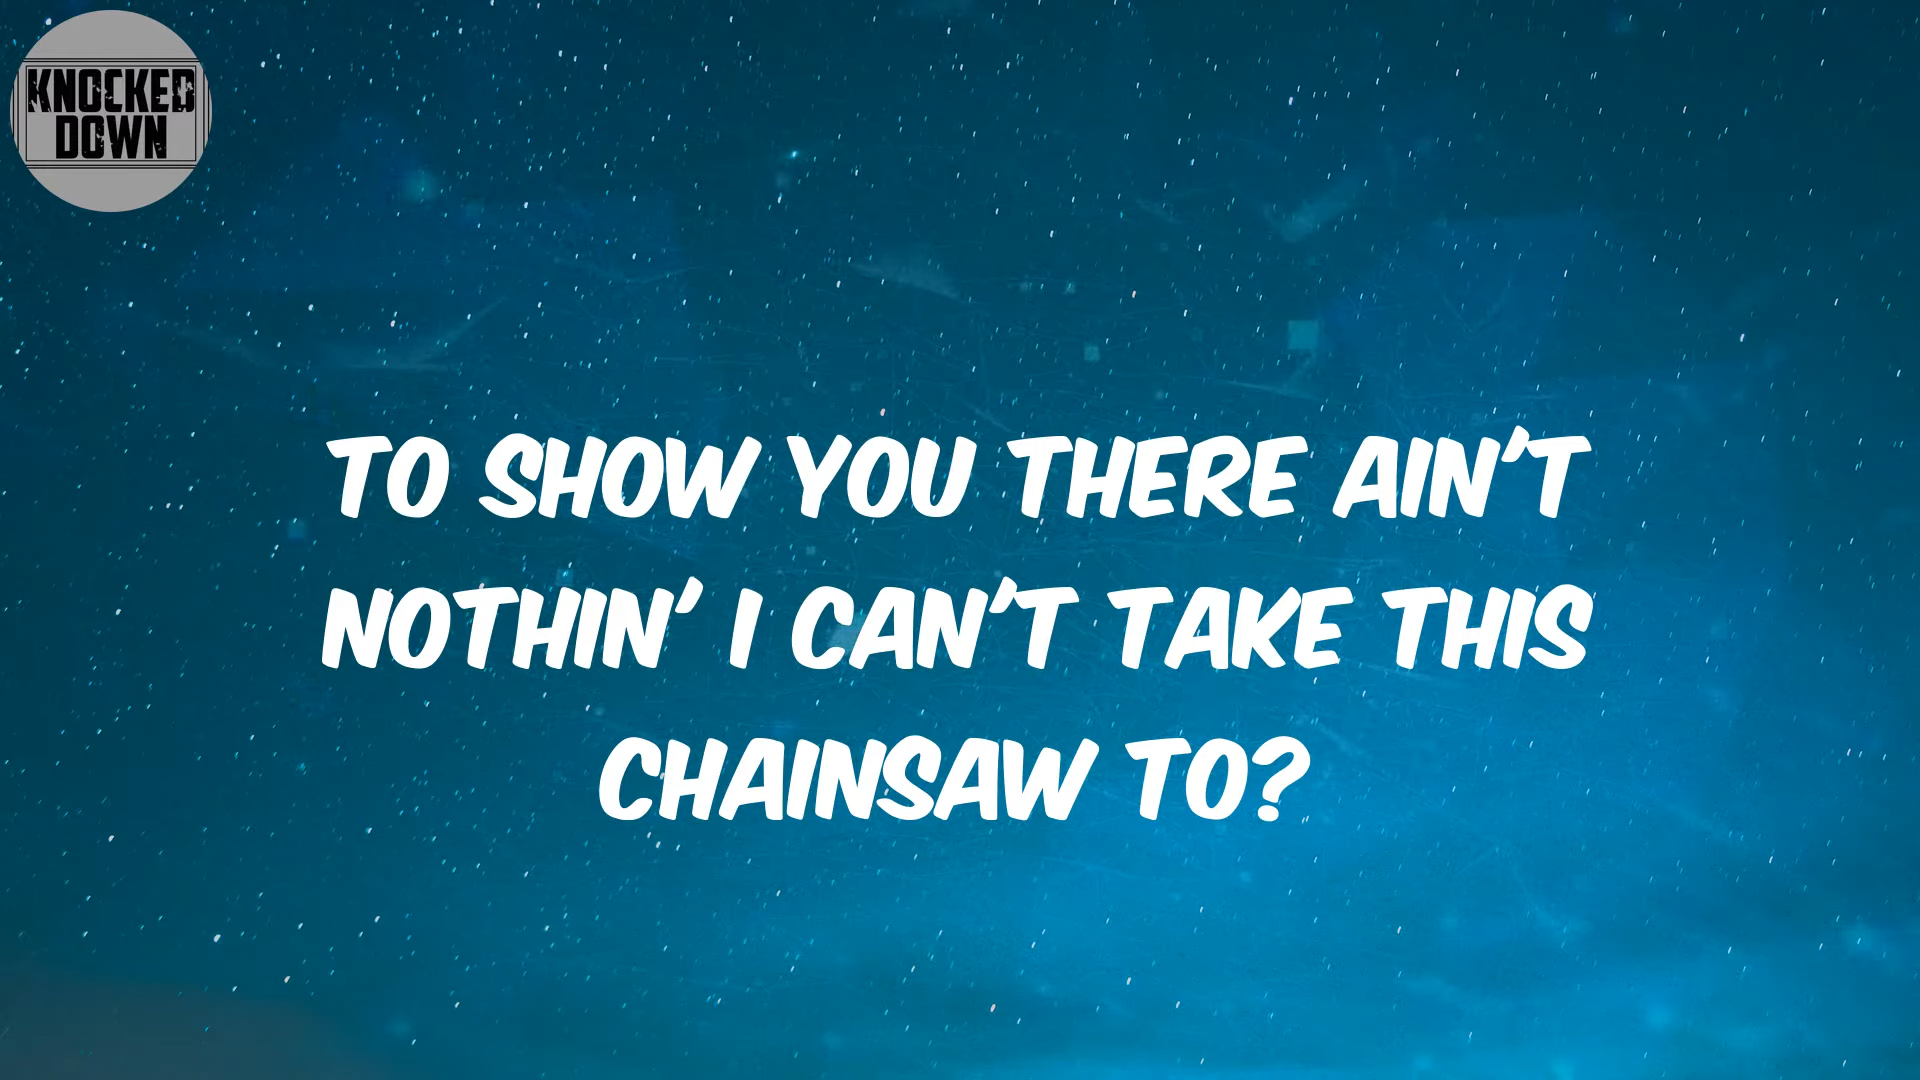 KNOCKED
DOWN
TO SHOW YOU THERE AIN'T
NOTHIN' I CAN'T TAKE THIS
CHAINSAW TO?